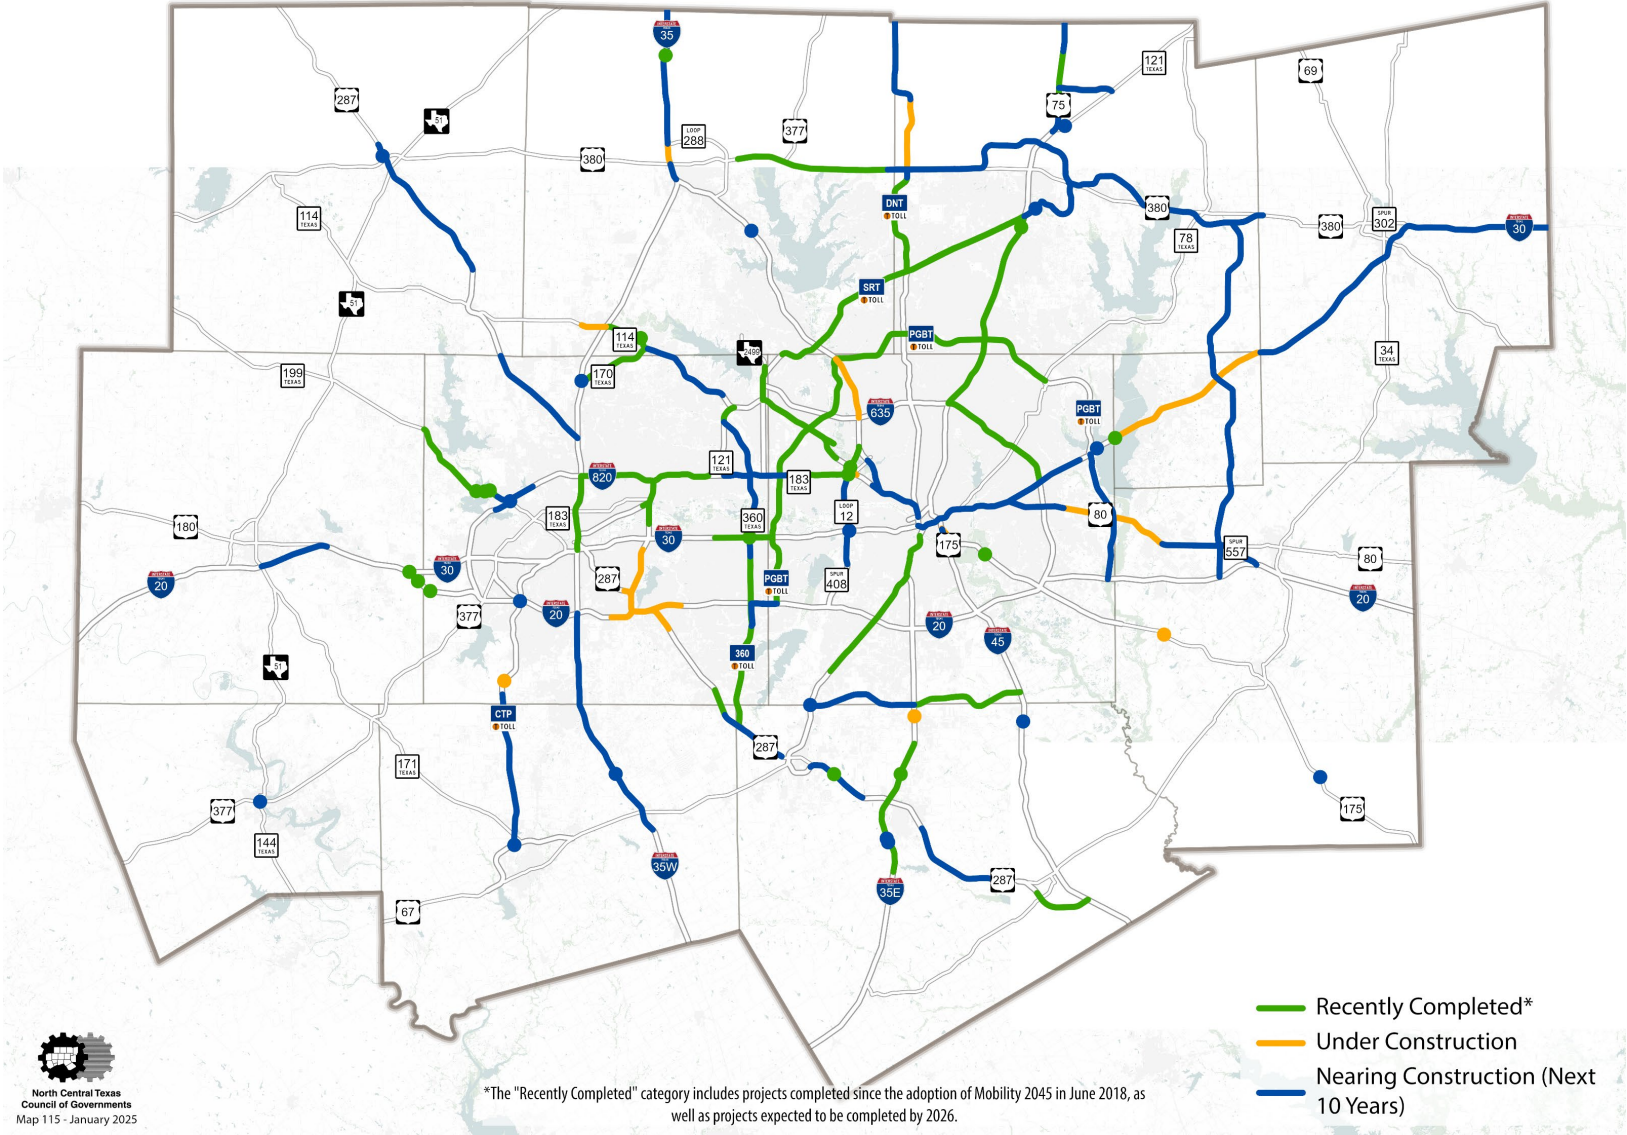 35
121
TEXAS
69
287
51
75
LOOP
288
377
380
DNT
TOLL
380
114
TEXAS
78
TEXAS
380
SPUR
302
30
SRT
TOLL
51
114
TEXAS
PGBT
TOLL
2499
34
TEXAS
199
TEXAS
170
TEXAS
635
PGBT
TOLL
121
TEXAS
820
183
TEXAS
180
183
TEXAS
360
TEXAS
LOOP
12
80
30
175
SPUR
557
80
20
30
287
PGBT
TOLL
SPUR
408
20
377
20
20
45
51
360
TOLL
CTP
TOLL
287
171
TEXAS
377
175
144
TEXAS
35W
35E
287
67
Recently Completed*
Under Construction
Nearing Construction (Next
10 Years)
North Central Texas
Council of Governments
Map 115 - January 2025
*The "Recently Completed" category includes projects completed since the adoption of Mobility 2045 in June 2018, as
well as projects expected to be completed by 2026.